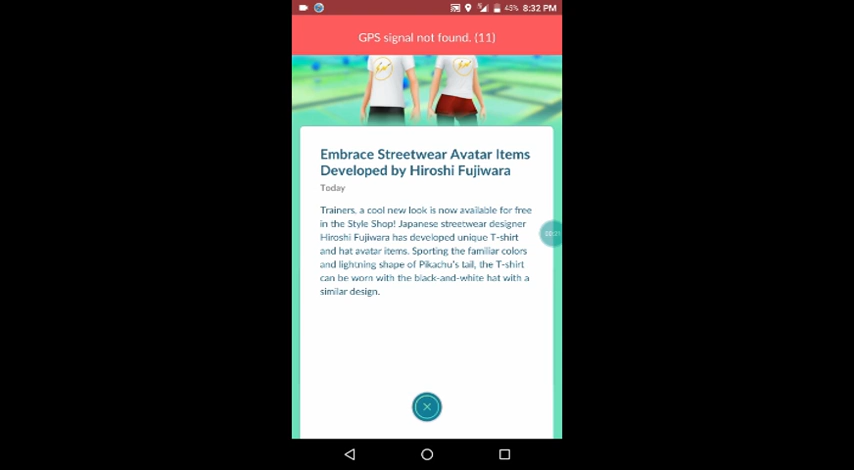 43% 8:32 PM
GPS signal not found. (11)
Embrace Streetwear Avatar Items
Developed by Hiroshi Fujiwara
Today
Trainers, a cool new look is now available for free
in the Style Shop! Japanese streetwear designer
Hiroshi Fujiwara has developed unique T-shirt
and hat avatar items. Sporting the familiar colors
and lightning shape of Pikachu's tail, the T-shirt
can be worn with the black-and-white hat with a
similar design.